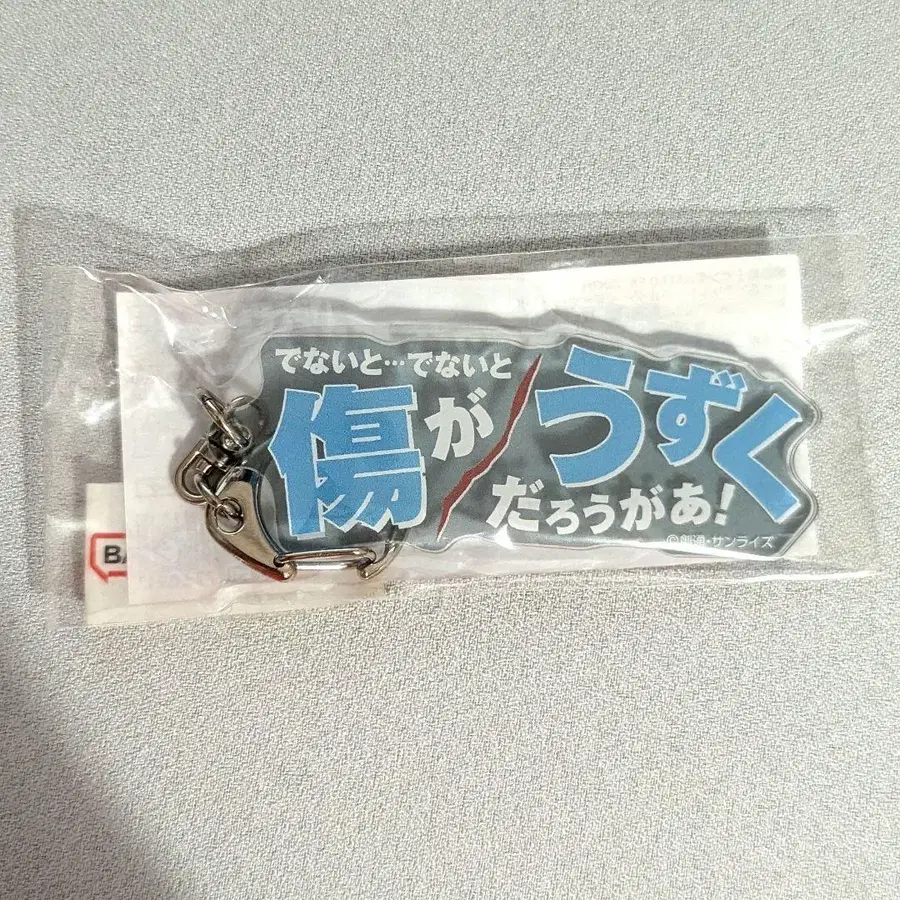 でないと…でないと
傷がうずく
だろうがあ!
©創通・サンライズ
BA